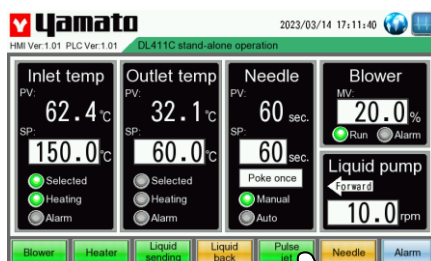 Yamato
2023/03/14 17:11:40
HMI Ver:1.01 PLC Ver:1.01
DL411C stand-alone operation
Inlet temp
PV:
62.4℃
SP:
150.0℃
Selected
Heating
Alarm
Outlet temp
PV:
32.1℃
SP:
60.0℃
Selected
Heating
Alarm
Needle
PV:
60 sec.
SP:
60 sec.
Poke once
Manual
Auto
Blower
MV:
20.0%
Run Alarm
Liquid pump
Forward
10.0 rpm
Blower
Heater
Liquid
sending
Liquid
back
Pulse
jet
Needle
Alarm